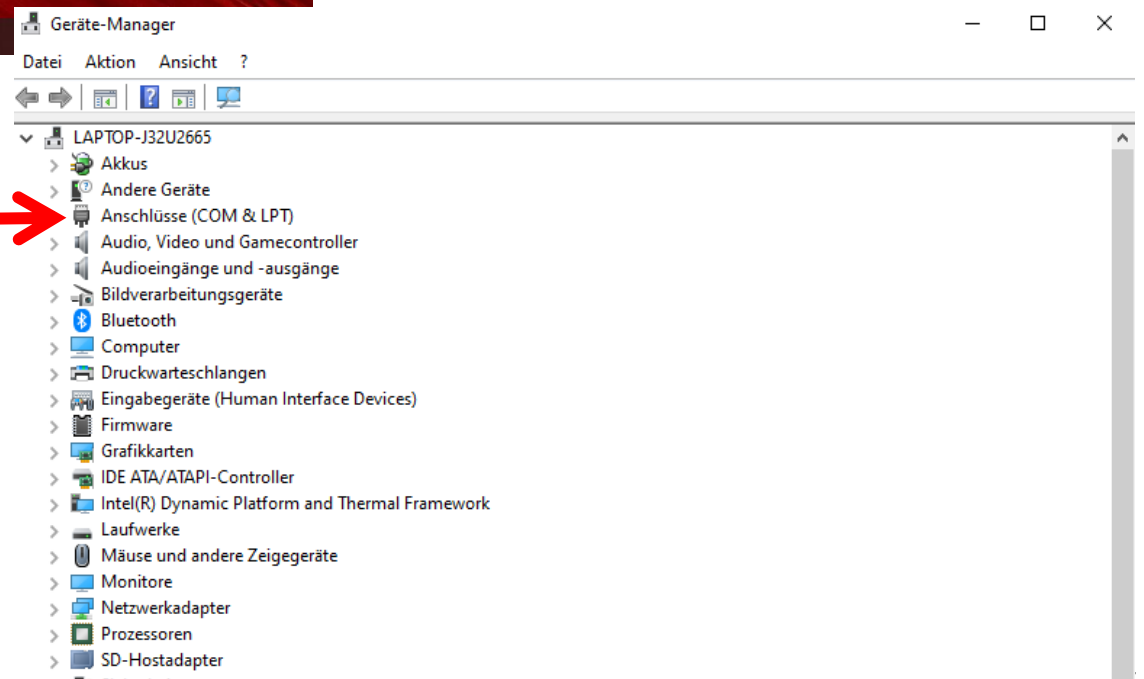 Geräte-Manager
Datei Aktion Ansicht ?
LAPTOP-J32U2665
Akkus
Andere Geräte
Anschlüsse (COM & LPT)
Audio, Video und Gamecontroller
Audioeingänge und -ausgänge
Bildverarbeitungsgeräte
Bluetooth
Computer
Druckwarteschlangen
Eingabegeräte (Human Interface Devices)
Firmware
Grafikkarten
IDE ATA/ATAPI-Controller
Intel(R) Dynamic Platform and Thermal Framework
Laufwerke
Mäuse und andere Zeigegeräte
Monitore
Netzwerkadapter
Prozessoren
SD-Hostadapter